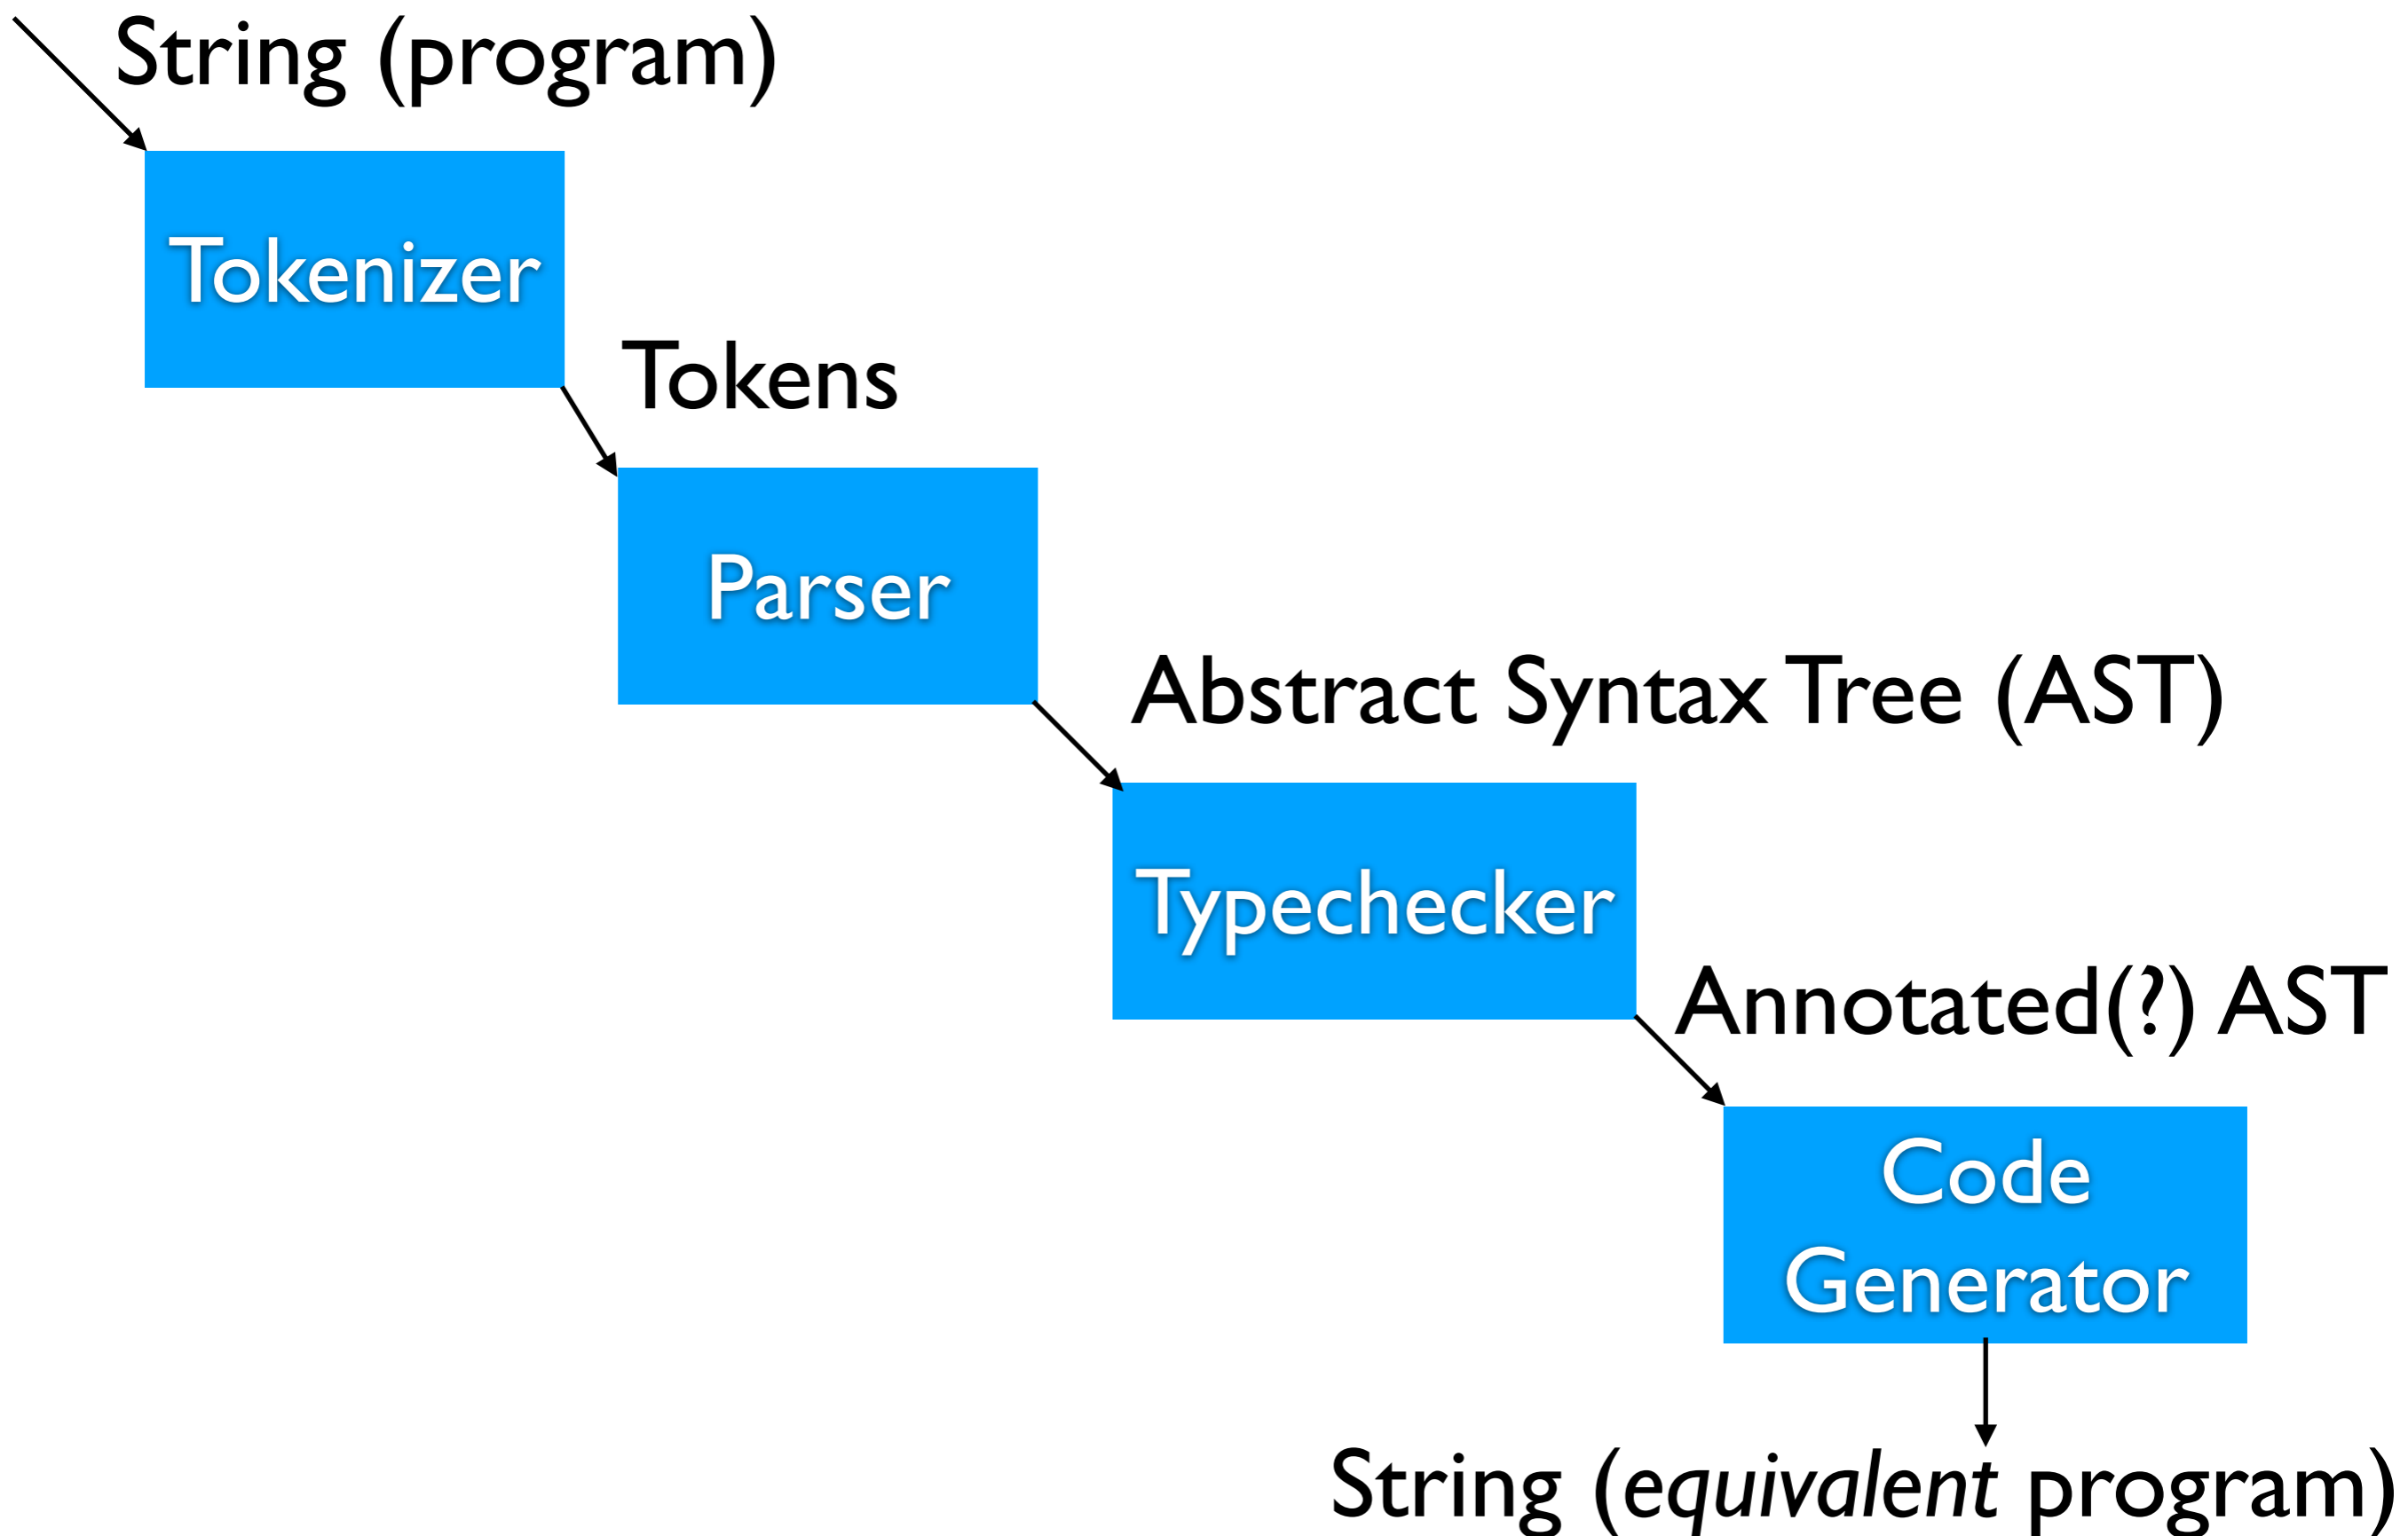 String (program)
Tokenizer
Tokens
Parser
Abstract Syntax Tree (AST)
Typechecker
Annotated(?) AST
Code
Generator
String (equivalent program)